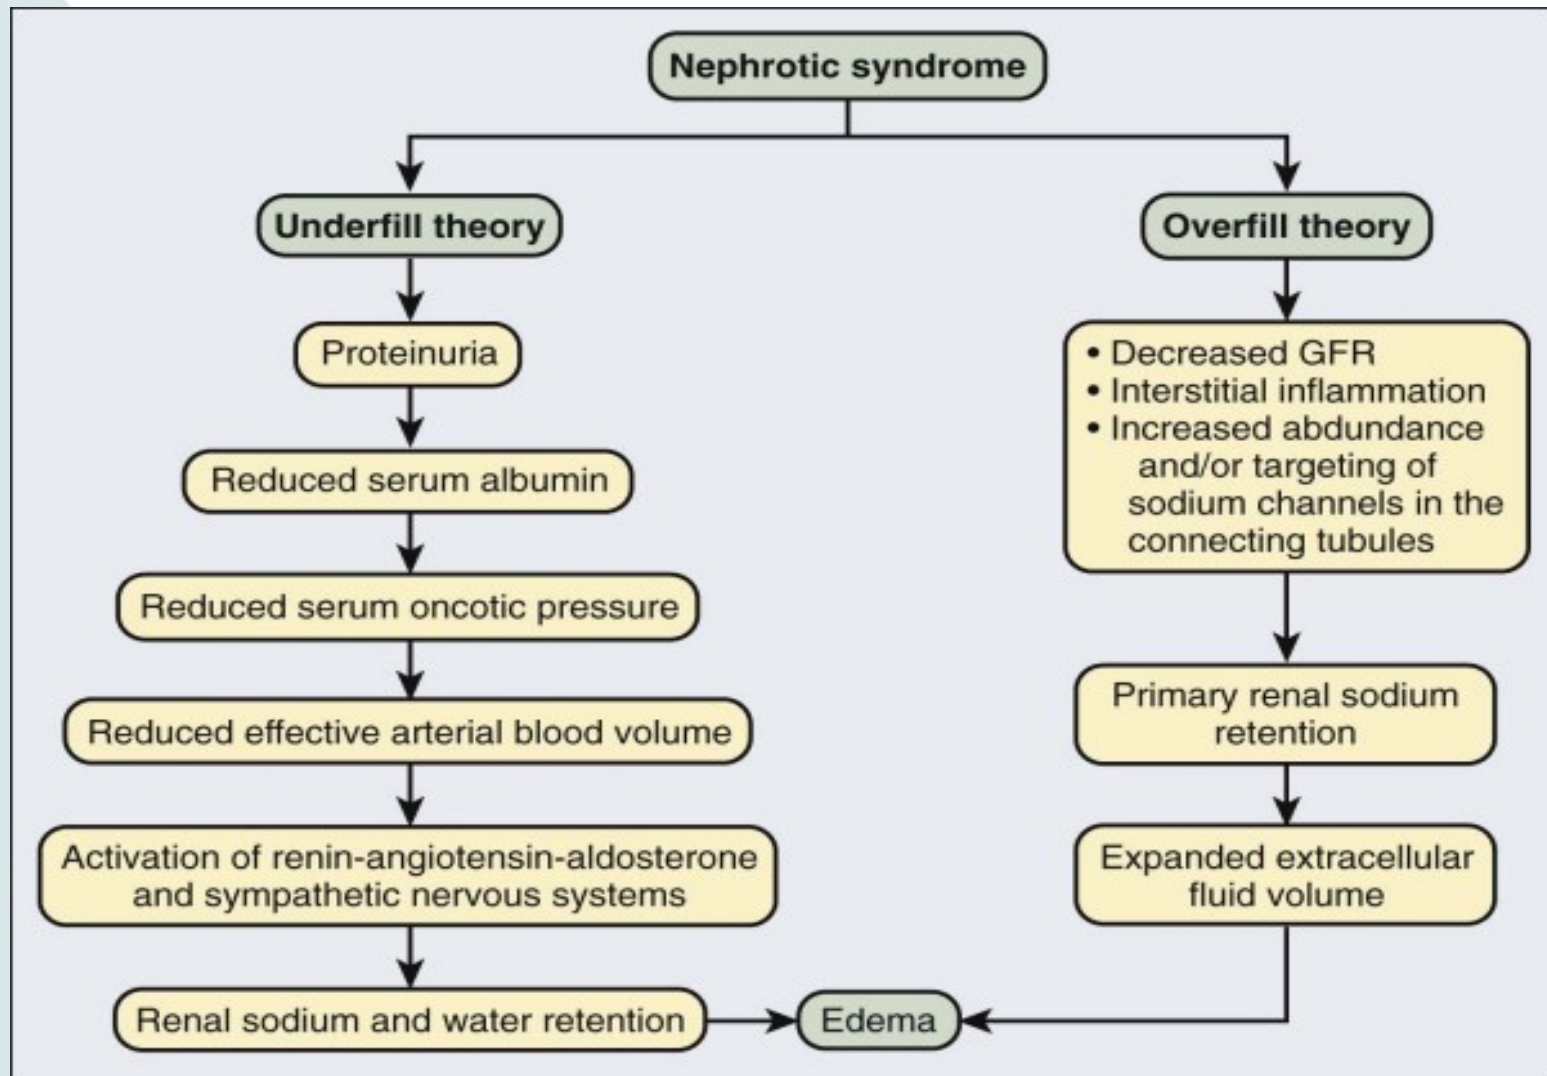 Nephrotic syndrome
Underfill theory
Proteinuria
Reduced serum albumin
Reduced serum oncotic pressure
Reduced effective arterial blood volume
Activation of renin-angiotensin-aldosterone
and sympathetic nervous systems
Renal sodium and water retention
Overfill theory
• Decreased GFR
• Interstitial inflammation
• Increased abdundance
and/or targeting of
sodium channels in the
connecting tubules
Primary renal sodium
retention
Expanded extracellular
fluid volume
Edema